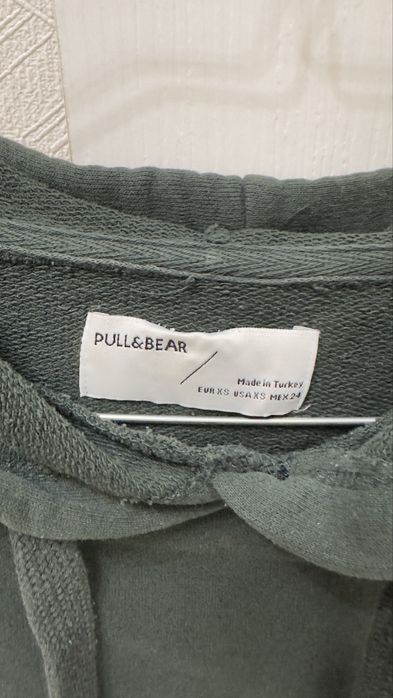 PULL&BEAR
Made in Turkey
EUR XS USA XS MEX 24